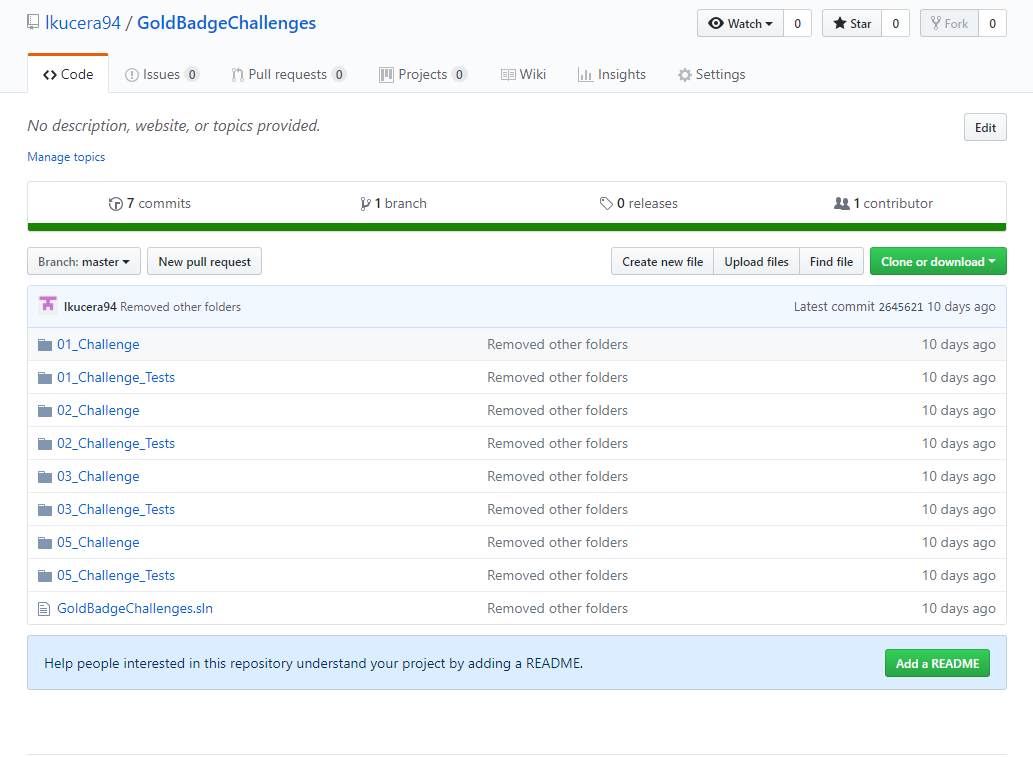 lkucera94 / GoldBadgeChallenges
Watch 0 Star 0 Fork 0
Code Issues 0 Pull requests 0 Projects 0 Wiki Insights Settings
No description, website, or topics provided. Edit
Manage topics
7 commits 1 branch 0 releases 1 contributor
Branch: master New pull request Create new file Upload files Find file Clone or download
lkucera94 Removed other folders Latest commit 2645621 10 days ago
01_Challenge Removed other folders 10 days ago
01_Challenge_Tests Removed other folders 10 days ago
02_Challenge Removed other folders 10 days ago
02_Challenge_Tests Removed other folders 10 days ago
03_Challenge Removed other folders 10 days ago
03_Challenge_Tests Removed other folders 10 days ago
05_Challenge Removed other folders 10 days ago
05_Challenge_Tests Removed other folders 10 days ago
GoldBadgeChallenges.sln Removed other folders 10 days ago
Help people interested in this repository understand your project by adding a README. Add a README